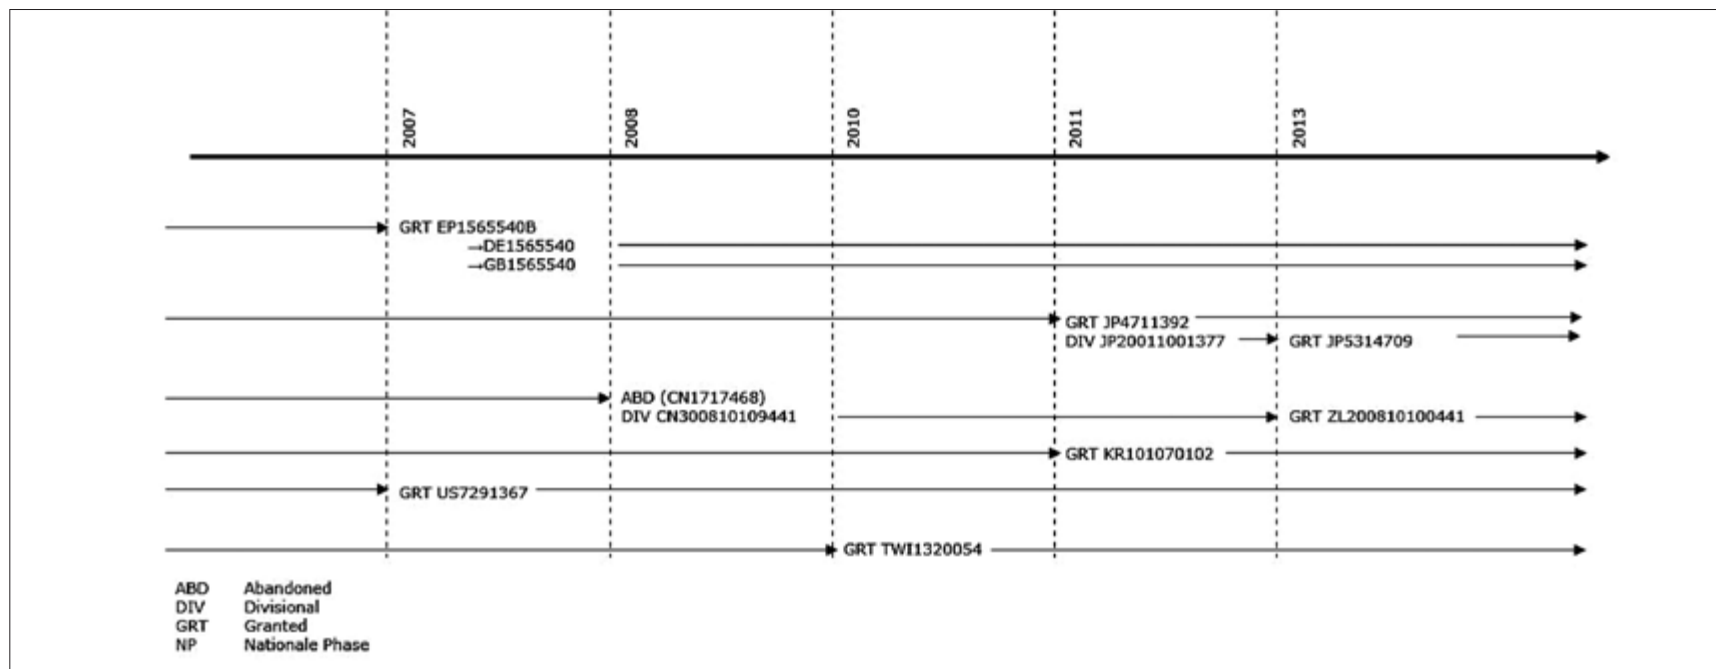 2007
2008
2010
2011
2013
GRT EP1565540B
→DE1565540
→GB1565540
GRT JP4711392
DIV JP20011001377
GRT JP5314709
ABD (CN1717468)
DIV CN300810109441
GRT ZL200810100441
GRT KR101070102
GRT US7291367
GRT TWI1320054
ABD Abandoned
DIV Divisional
GRT Granted
NP Nationale Phase